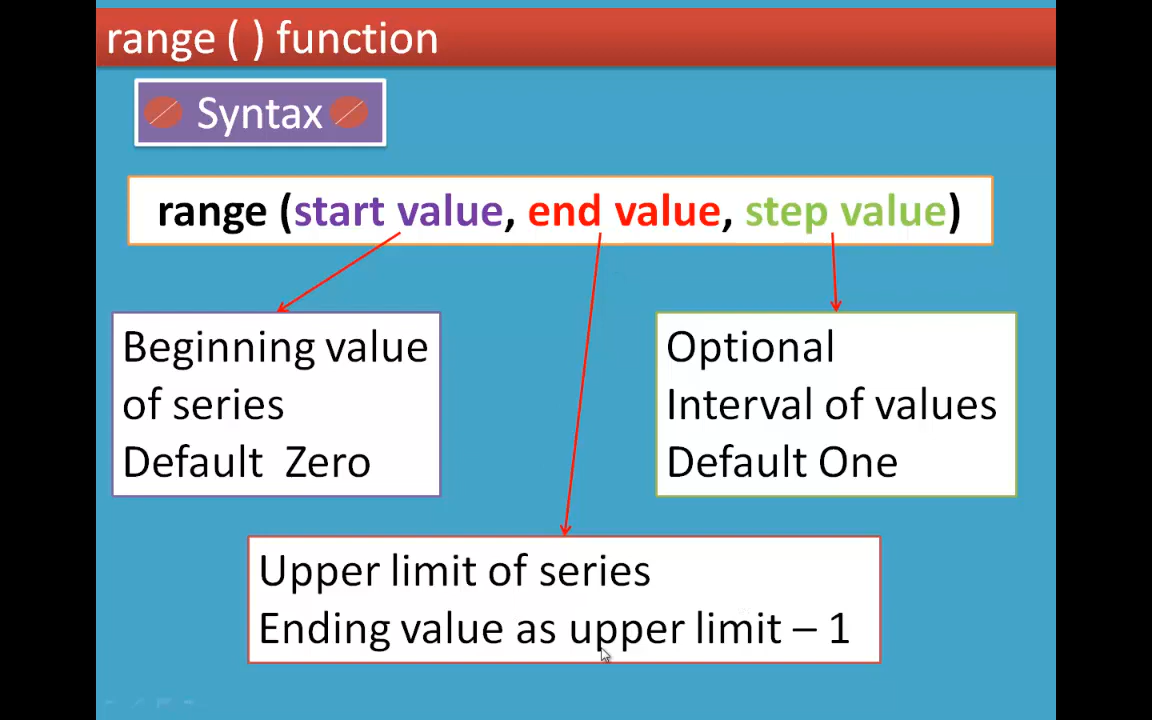 range ( ) function
Syntax
range (start value, end value, step value)
Beginning value
of series
Default Zero
Optional
Interval of values
Default One
Upper limit of series
Ending value as upper limit – 1